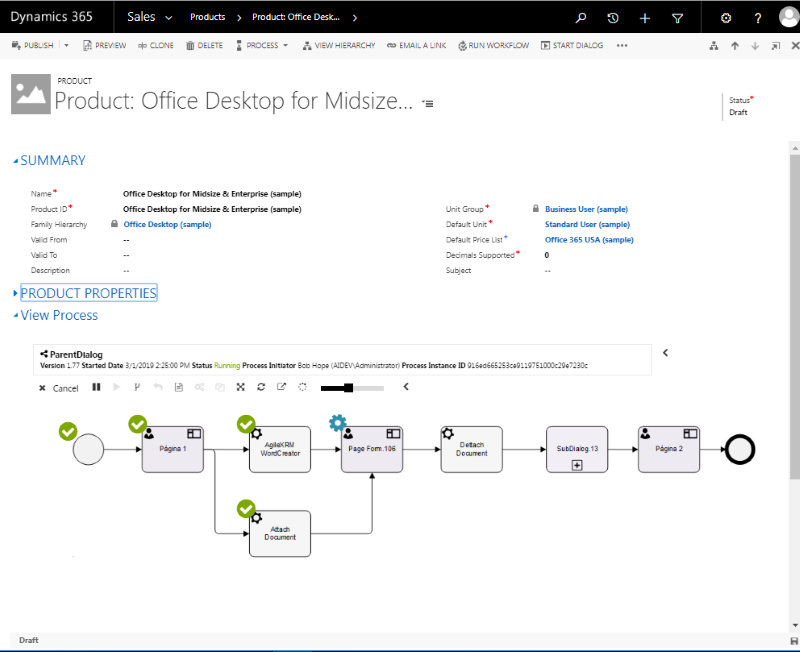 Dynamics 365 Sales Products > Product: Office Desk... >
PUBLISH PREVIEW CLONE DELETE PROCESS VIEW HIERARCHY EMAIL A LINK RUN WORKFLOW START DIALOG ...
PRODUCT
Product: Office Desktop for Midsize...
Status*
Draft
SUMMARY
Name* Office Desktop for Midsize & Enterprise (sample)
Product ID* Office Desktop for Midsize & Enterprise (sample)
Family Hierarchy Office Desktop (sample)
Valid From --
Valid To --
Description --
Unit Group* Business User (sample)
Default Unit* Standard User (sample)
Default Price List* Office 365 USA (sample)
Decimals Supported* 0
Subject --
PRODUCT PROPERTIES
View Process
ParentDialog
Version 1.77 Started Date 3/1/2019 2:25:00 PM Status Running Process Initiator Bob Hope (AIDEV\Administrator) Process Instance ID 916ed665253ce9119751000c29e7230c
Cancel
Página 1
AgileXRM
WordCreator
Page Form.106
Dettach
Document
SubDialog.13
Página 2
Attach
Document
Draft